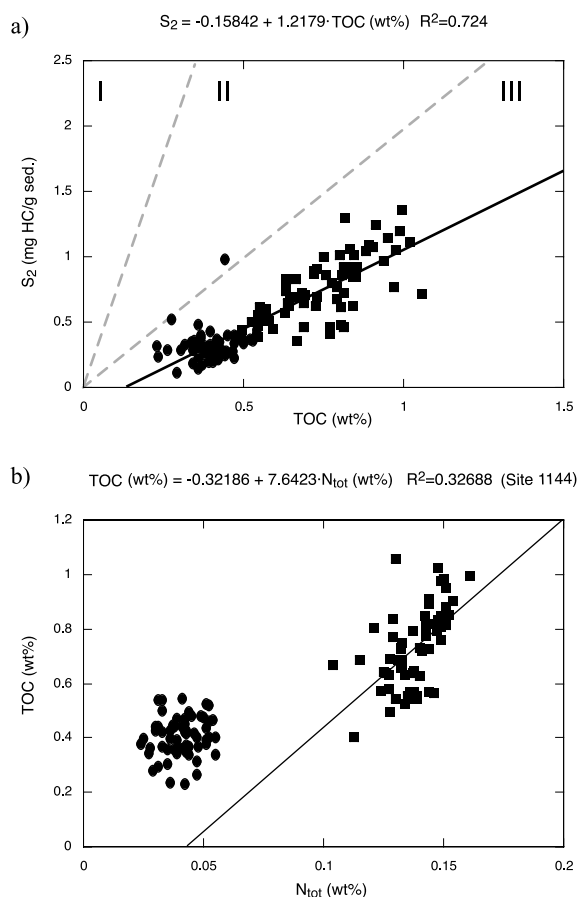 a)
S₂ = -0.15842 + 1.2179·TOC (wt%) R²=0.724
2.5
2
1.5
1
0.5
0
I
II
III
S₂ (mg HC/g sed.)
0
0.5
1
1.5
TOC (wt%)
b)
TOC (wt%) = -0.32186 + 7.6423·Nₜₒₜ (wt%) R²=0.32688 (Site 1144)
1.2
1
0.8
0.6
0.4
0.2
0
TOC (wt%)
0
0.05
0.1
0.15
0.2
Nₜₒₜ (wt%)